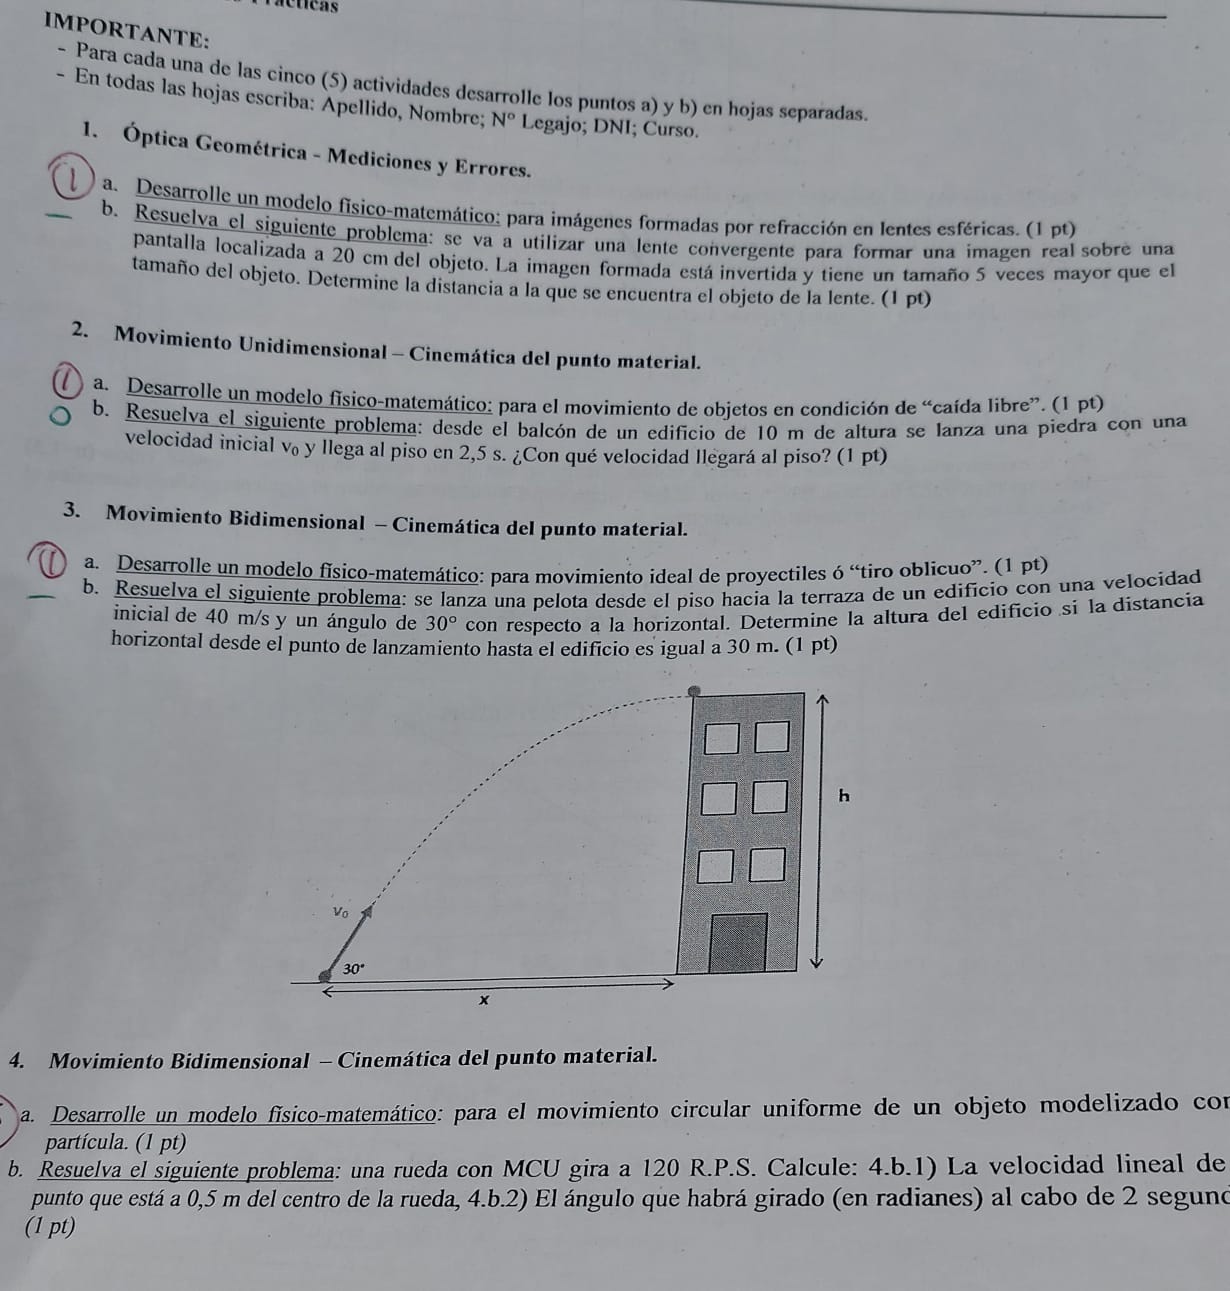 IMPORTANTE:
- Para cada una de las cinco (5) actividades desarrolle los puntos a) y b) en hojas separadas.
- En todas las hojas escriba: Apellido, Nombre; N° Legajo; DNI; Curso.
1. Óptica Geométrica - Mediciones y Errores.
1 a. Desarrolle un modelo físico-matemático: para imágenes formadas por refracción en lentes esféricas. (1 pt)
b. Resuelva el siguiente problema: se va a utilizar una lente convergente para formar una imagen real sobre una
pantalla localizada a 20 cm del objeto. La imagen formada está invertida y tiene un tamaño 5 veces mayor que el
tamaño del objeto. Determine la distancia a la que se encuentra el objeto de la lente. (1 pt)
2. Movimiento Unidimensional – Cinemática del punto material.
1 a. Desarrolle un modelo físico-matemático: para el movimiento de objetos en condición de “caída libre”. (1 pt)
b. Resuelva el siguiente problema: desde el balcón de un edificio de 10 m de altura se lanza una piedra con una
velocidad inicial v₀ y llega al piso en 2,5 s. ¿Con qué velocidad llegará al piso? (1 pt)
3. Movimiento Bidimensional – Cinemática del punto material.
1 a. Desarrolle un modelo físico-matemático: para movimiento ideal de proyectiles ó “tiro oblicuo”. (1 pt)
b. Resuelva el siguiente problema: se lanza una pelota desde el piso hacia la terraza de un edificio con una velocidad
inicial de 40 m/s y un ángulo de 30° con respecto a la horizontal. Determine la altura del edificio si la distancia
horizontal desde el punto de lanzamiento hasta el edificio es igual a 30 m. (1 pt)
h
v₀
30°
x
4. Movimiento Bidimensional – Cinemática del punto material.
a. Desarrolle un modelo físico-matemático: para el movimiento circular uniforme de un objeto modelizado
partícula. (1 pt)
b. Resuelva el siguiente problema: una rueda con MCU gira a 120 R.P.S. Calcule: 4.b.1) La velocidad lineal de
punto que está a 0,5 m del centro de la rueda, 4.b.2) El ángulo que habrá girado (en radianes) al cabo de 2
(1 pt)